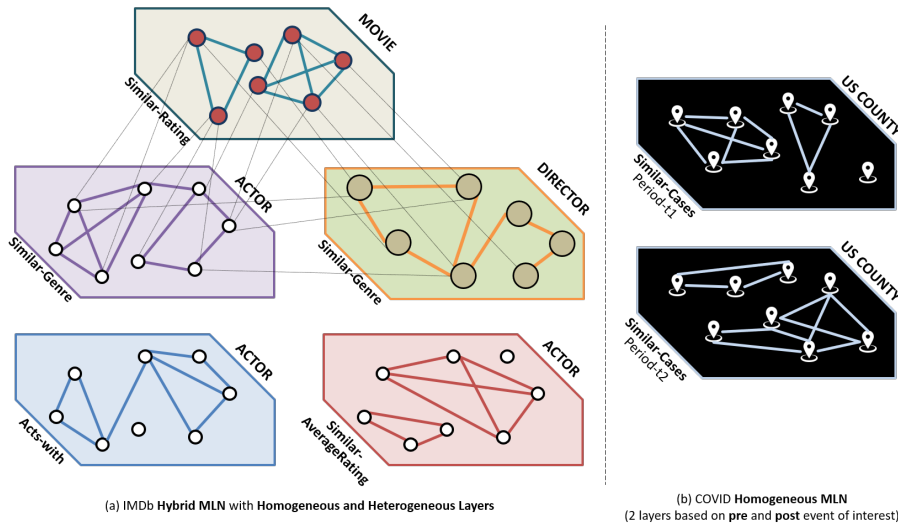 MOVIE
Similar-Rating
ACTOR
Similar-Genre
DIRECTOR
Similar-Genre
ACTOR
Acts-with
ACTOR
Similar-
AverageRating
(a) IMDb Hybrid MLN with Homogeneous and Heterogeneous Layers
US COUNTY
Similar-Cases
Period-t1
US COUNTY
Similar-Cases
Period-t2
(b) COVID Homogeneous MLN
(2 layers based on pre and post event of interest)